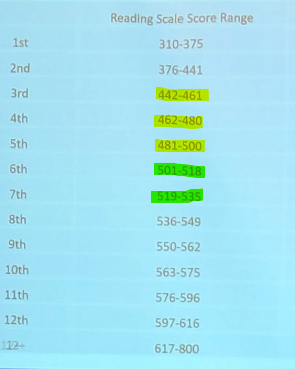 Reading Scale Score Range
1st 310-375
2nd 376-441
3rd 442-461
4th 462-480
5th 481-500
6th 501-518
7th 519-535
8th 536-549
9th 550-562
10th 563-575
11th 576-596
12th 597-616
617-800